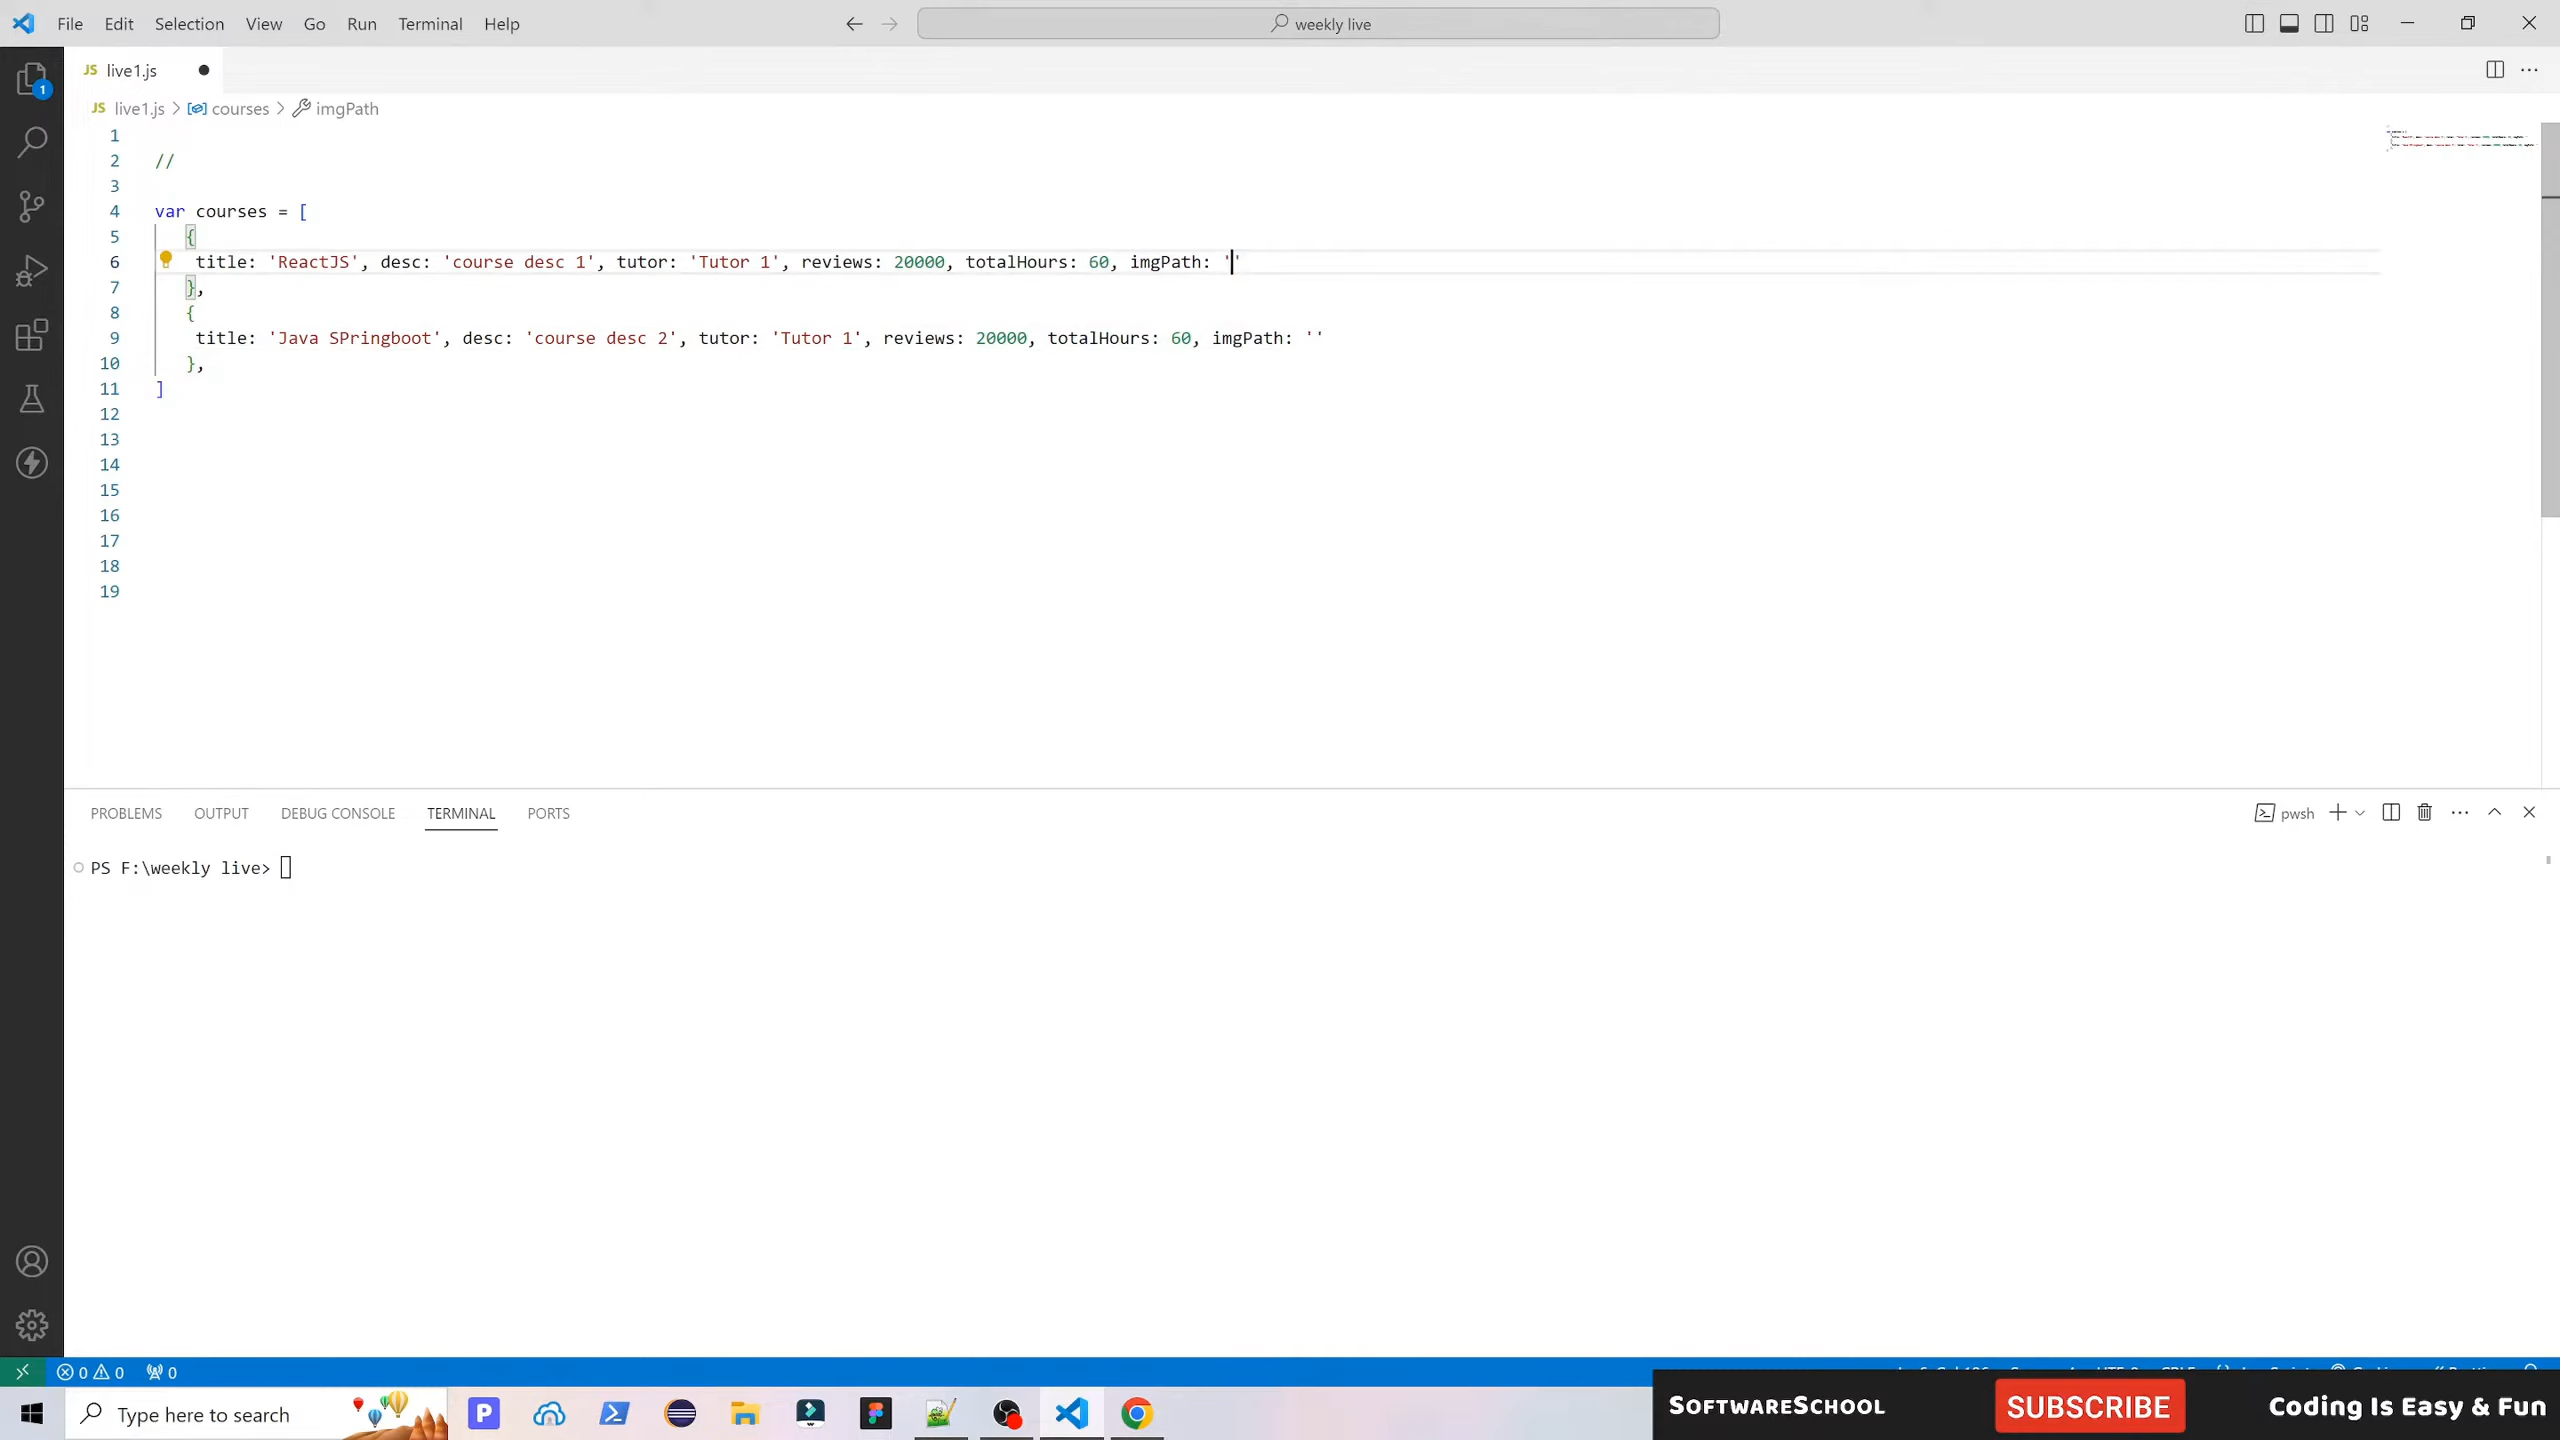 File Edit Selection View Go Run Terminal Help
weekly live
JS live1.js
JS live1.js > courses > imgPath
1
2 //
3
4 var courses = [
5 {
6 title: 'ReactJS', desc: 'course desc 1', tutor: 'Tutor 1', reviews: 20000, totalHours: 60, imgPath: ''
7 },
8 {
9 title: 'Java SPringboot', desc: 'course desc 2', tutor: 'Tutor 1', reviews: 20000, totalHours: 60, imgPath: ''
10 },
11 ]
12
13
14
15
16
17
18
19
PROBLEMS OUTPUT DEBUG CONSOLE TERMINAL PORTS
pwsh
PS F:\weekly live>
0 0 0
Type here to search
SoftwareSchool
SUBSCRIBE
Coding Is Easy & Fun